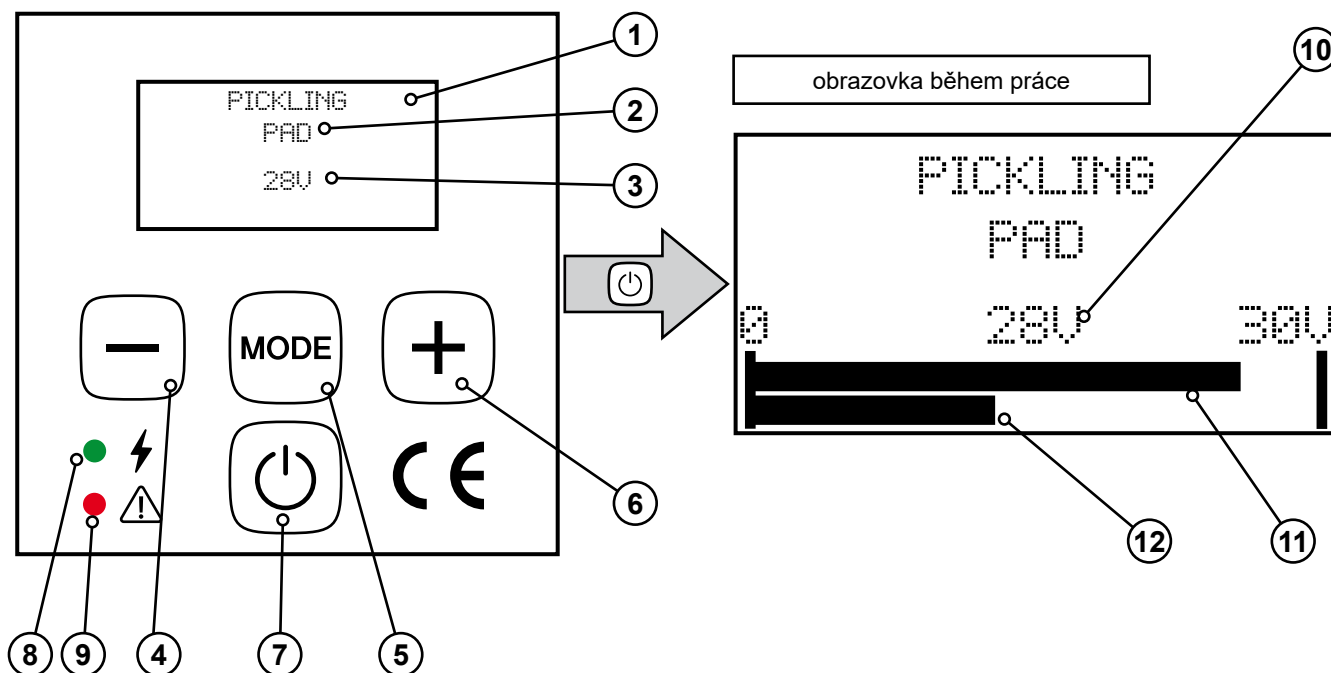 PICKLING
PAD
28V
MODE
CE
1
2
3
6
8
9
4
7
5
obrazovka během práce
10
PICKLING
PAD
0 28V 30V
12
11